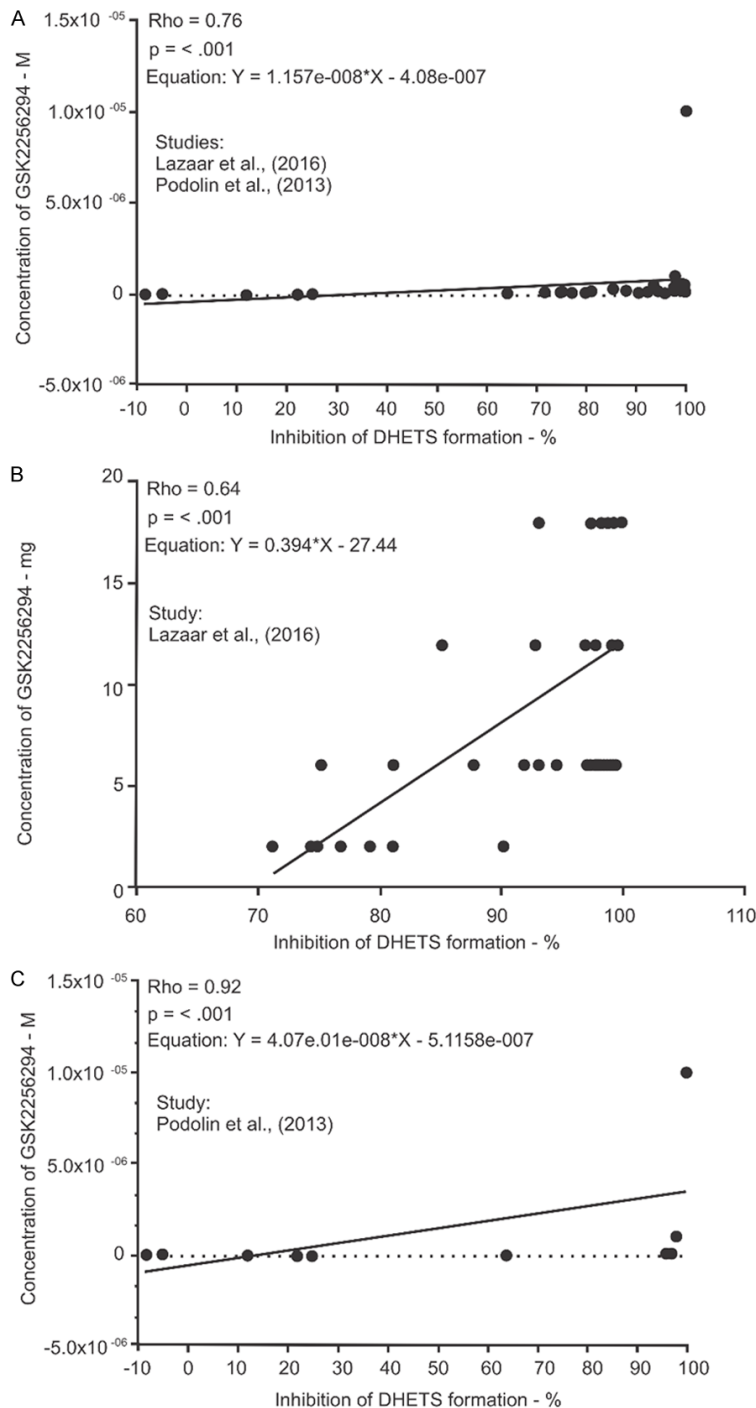 A
Rho = 0.76
p = < .001
Equation: Y = 1.157e-008*X - 4.08e-007
Studies:
Lazaar et al., (2016)
Podolin et al., (2013)
Concentration of GSK2256294 - M
1.5x10 -05
1.0x10 -05
5.0x10 -06
0
-5.0x10 -06
-10 0 10 20 30 40 50 60 70 80 90 100
Inhibition of DHETS formation - %
B
Rho = 0.64
p = < .001
Equation: Y = 0.394*X - 27.44
Study:
Lazaar et al., (2016)
Concentration of GSK2256294 - mg
20
15
10
5
0
60 70 80 90 100 110
Inhibition of DHETS formation - %
C
Rho = 0.92
p = < .001
Equation: Y = 4.07e.01e-008*X - 5.1158e-007
Study:
Podolin et al., (2013)
Concentration of GSK2256294 - M
1.5x10 -05
1.0x10 -05
5.0x10 -06
0
-5.0x10 -06
-10 0 10 20 30 40 50 60 70 80 90 100
Inhibition of DHETS formation - %